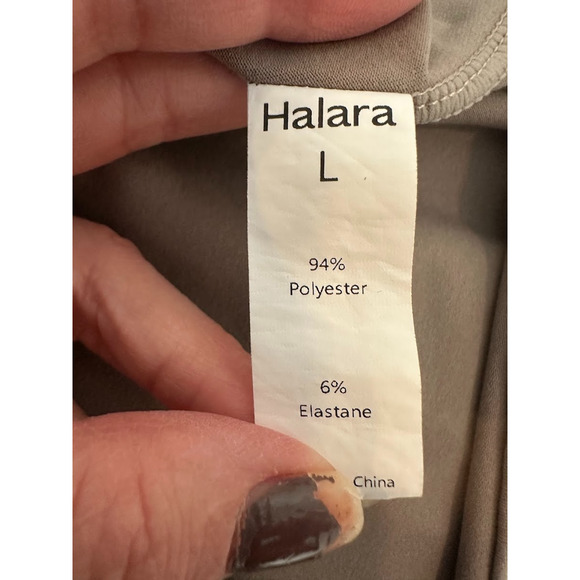 Halara
L
94%
Polyester
6%
Elastane
China